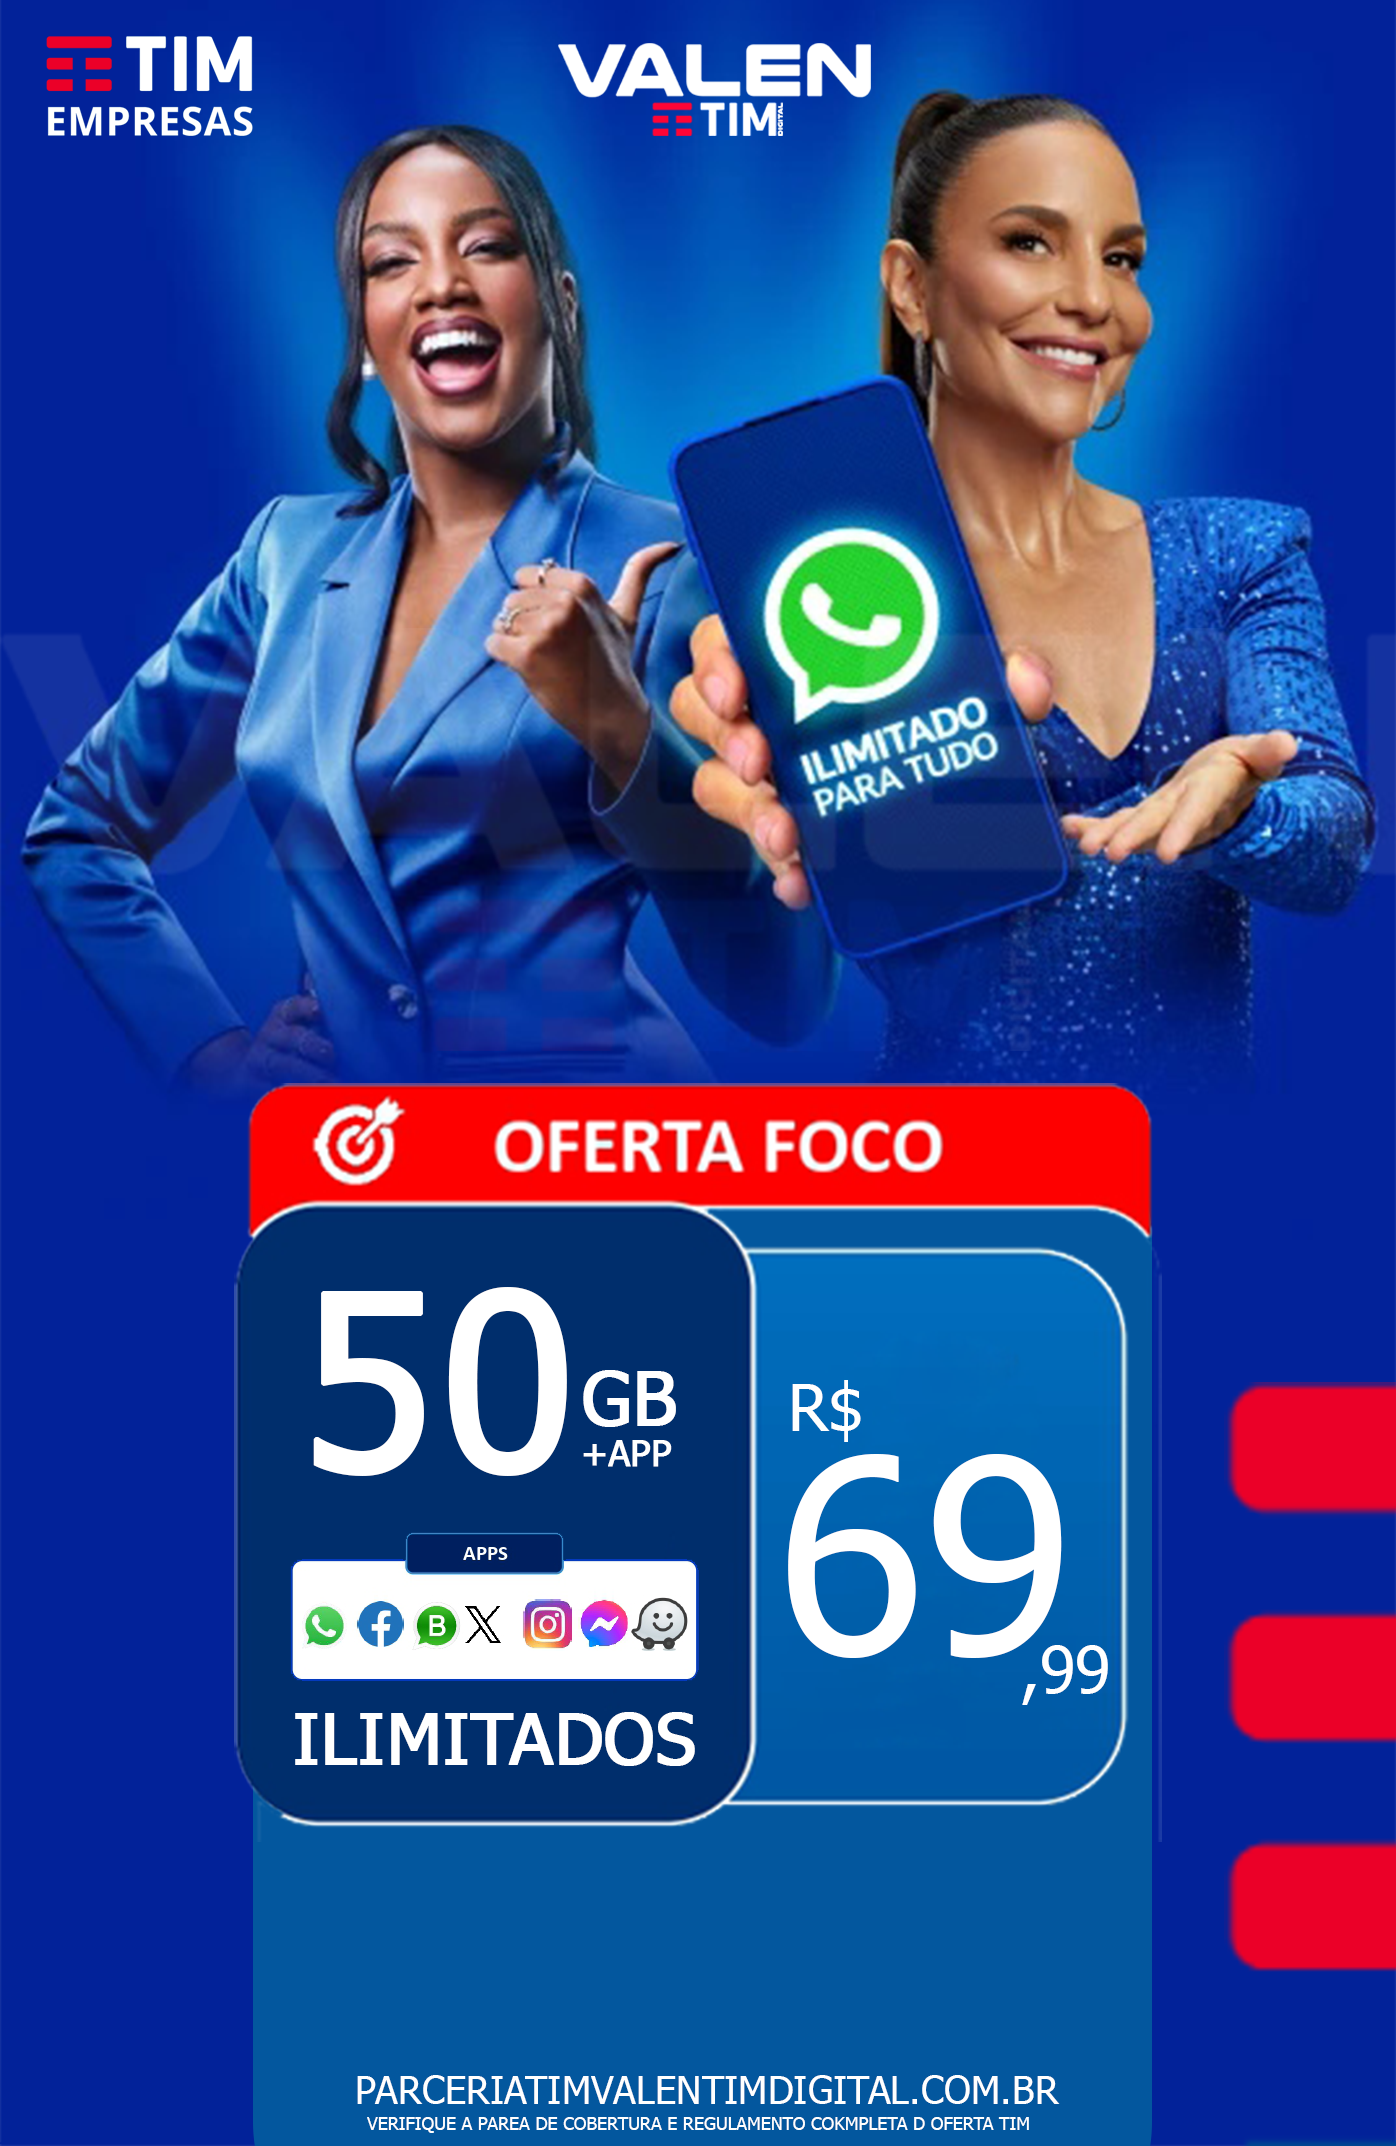 TIM
EMPRESAS
VALEN
TIM
DIGITAL
ILIMITADO
PARA TUDO
VALEN
OFERTA FOCO
50
GB
+APP
R$
69
,99
APPS
B
ILIMITADOS
PARCERIATIMVALENTIMDIGITAL.COM.BR
VERIFIQUE A PAREA DE COBERTURA E REGULAMENTO COKMPLETA D OFERTA TIM